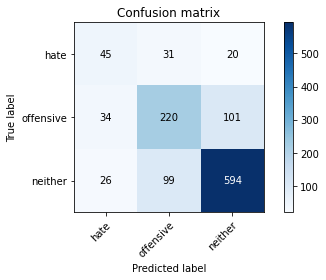 Confusion matrix
True label
hate
offensive
neither
45 31 20
34 220 101
26 99 594
500
400
300
200
100
hate offensive neither
Predicted label